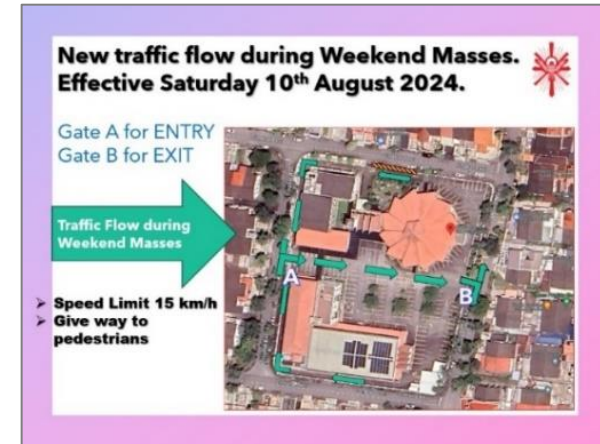 New traffic flow during Weekend Masses.
Effective Saturday 10th August 2024.
Gate A for ENTRY
Gate B for EXIT
Traffic Flow during
Weekend Masses
Speed Limit 15 km/h
Give way to
pedestrians
A
B